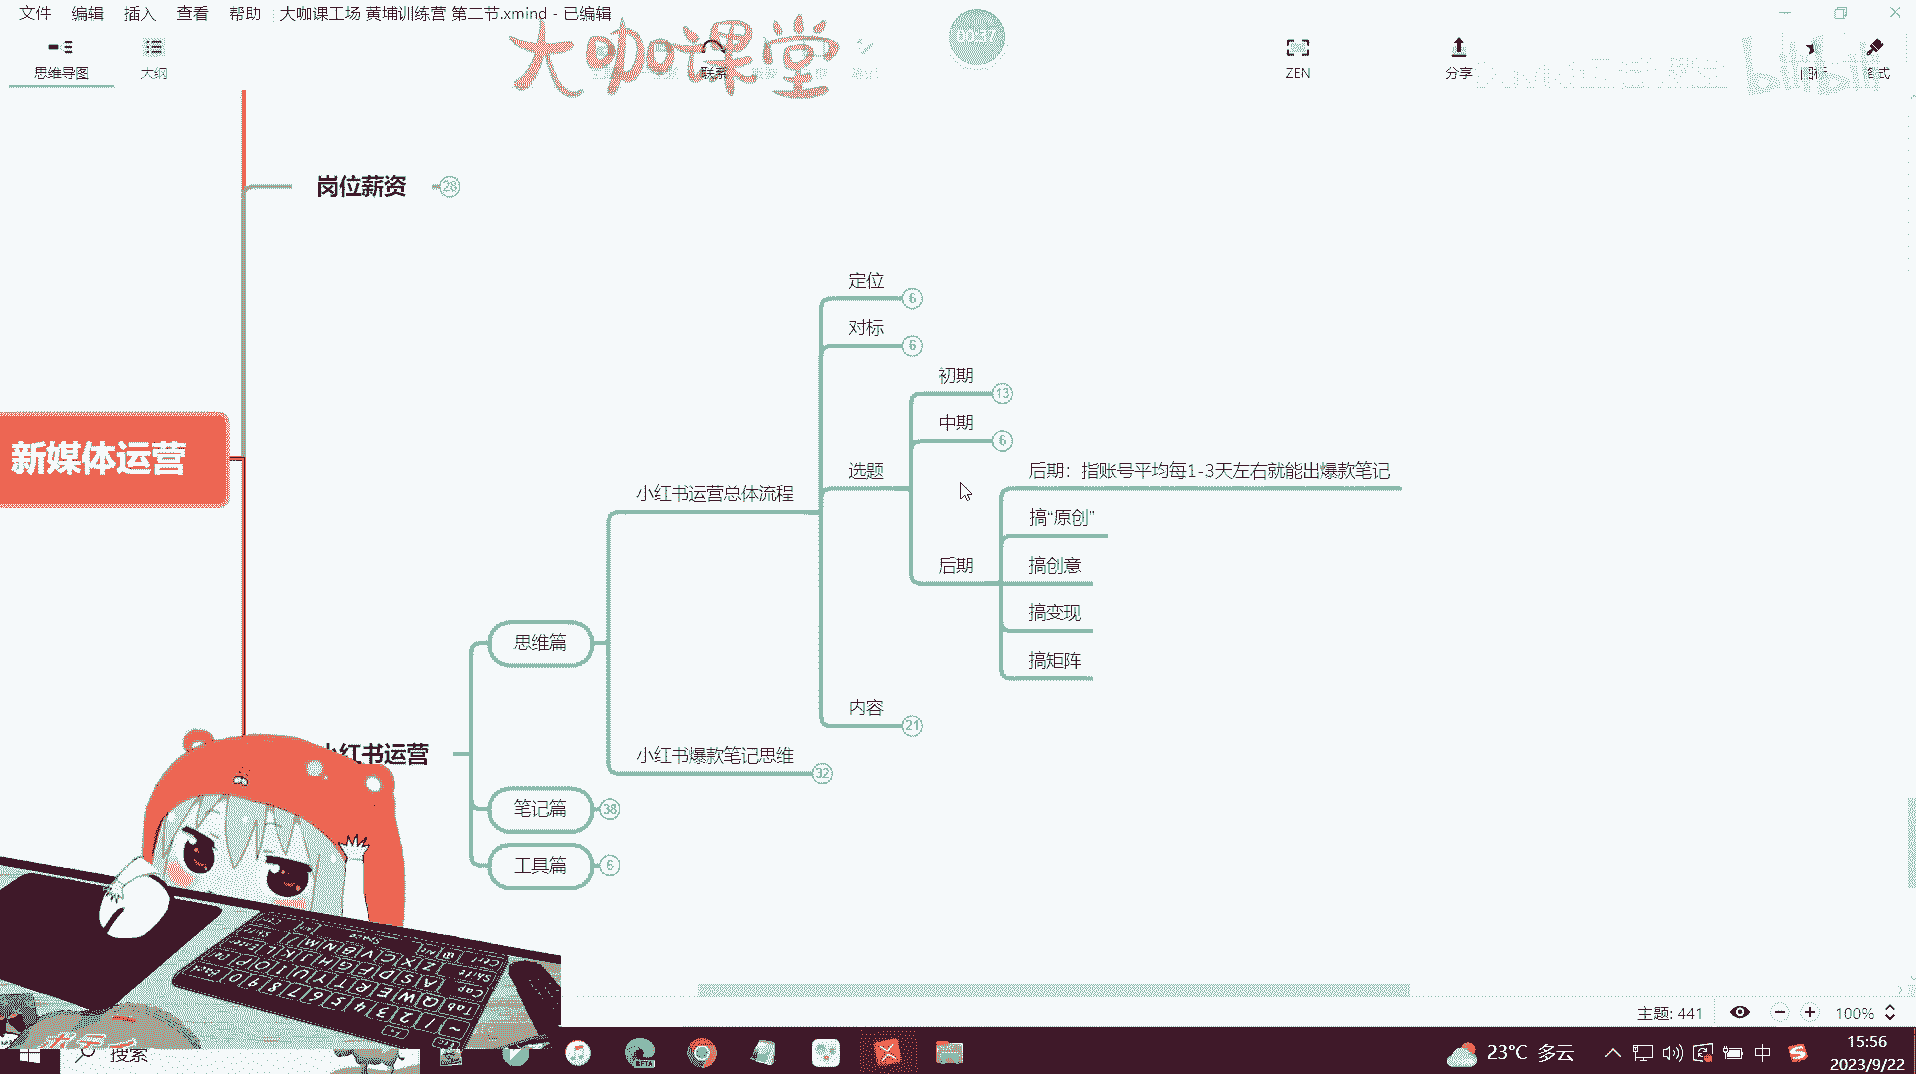 文件 编辑 插入 查看 帮助 大咖课工场 黄埔训练营 第二节.xmind - 已编辑
大咖课堂
00:37
bilibili
思维导图
大纲
联系
ZEN
分享
格式
岗位薪资 28
定位 6
对标 6
初期 13
中期 6
选题
后期：指账号平均每1-3天左右就能出爆款笔记
新媒体运营
小红书运营总体流程
搞“原创”
后期
搞创意
搞变现
思维篇
搞矩阵
内容 21
小红书运营
小红书爆款笔记思维 32
笔记篇 38
工具篇 6
主题: 441
100%
搜索
BETA
23°C 多云
中
15:56
2023/9/22